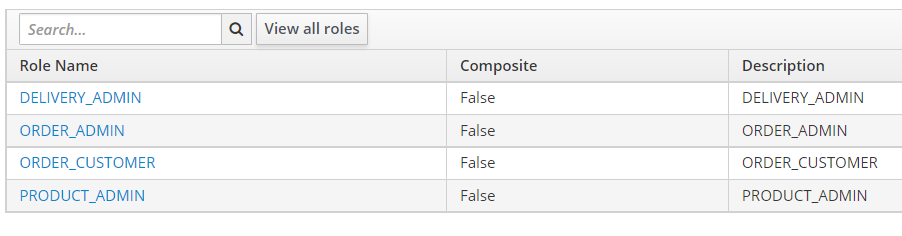 Search... View all roles
Role Name Composite Description
DELIVERY_ADMIN False DELIVERY_ADMIN
ORDER_ADMIN False ORDER_ADMIN
ORDER_CUSTOMER False ORDER_CUSTOMER
PRODUCT_ADMIN False PRODUCT_ADMIN